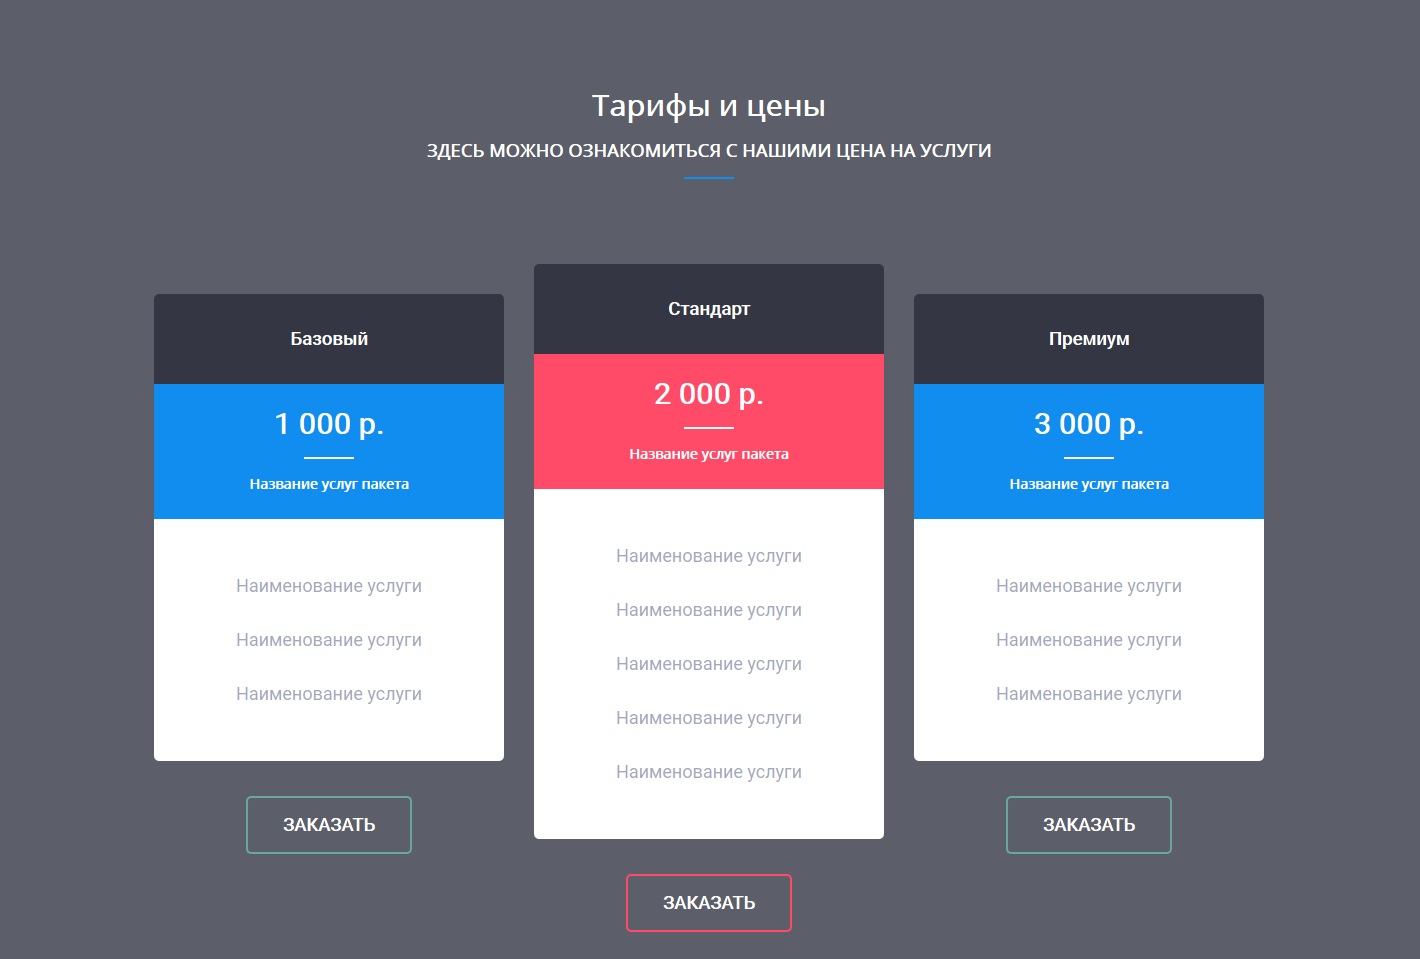 Тарифы и цены
ЗДЕСЬ МОЖНО ОЗНАКОМИТЬСЯ С НАШИМИ ЦЕНА НА УСЛУГИ
Базовый
1 000 р.
Название услуг пакета
Наименование услуги
Наименование услуги
Наименование услуги
ЗАКАЗАТЬ
Стандарт
2 000 р.
Название услуг пакета
Наименование услуги
Наименование услуги
Наименование услуги
Наименование услуги
Наименование услуги
ЗАКАЗАТЬ
Премиум
3 000 р.
Название услуг пакета
Наименование услуги
Наименование услуги
Наименование услуги
ЗАКАЗАТЬ